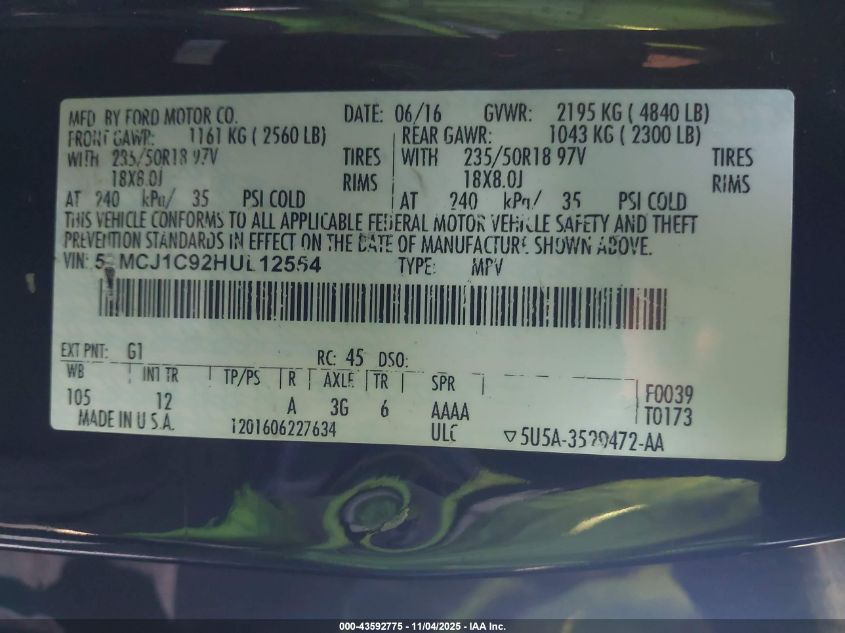 MFD BY FORD MOTOR CO. DATE: 06/16 GVWR: 2195 KG ( 4840 LB)
FRONT GAWR: 1161 KG ( 2560 LB) REAR GAWR: 1043 KG ( 2300 LB)
WITH 235/50R18 97V TIRES WITH 235/50R18 97V TIRES
18X8.0J RIMS 18X8.0J RIMS
AT 240 kPa/ 35 PSI COLD AT 240 kPa/ 35 PSI COLD
THIS VEHICLE CONFORMS TO ALL APPLICABLE FEDERAL MOTOR VEHICLE SAFETY AND THEFT
PREVENTION STANDARDS IN EFFECT ON THE DATE OF MANUFACTURE SHOWN ABOVE.
VIN: TYPE: MPV
EXT PNT: G1 RC: 45 DSO:
WB INT TR TP/PS R AXLE TR SPR
105 12 A 3G 6 AAAA F0039
MADE IN U.S.A. 1201606227634 ULC T0173
▽5U5A-3520472-AA
000-43592775 - 11/04/2025 - IAA Inc.